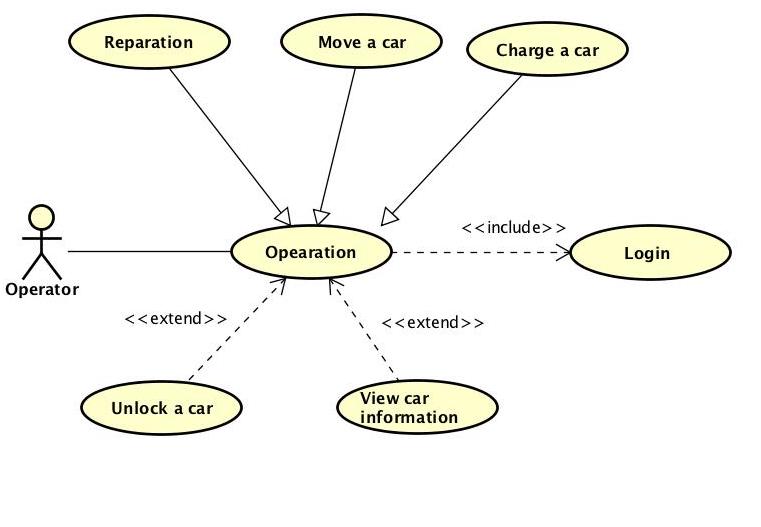 Reparation
Move a car
Charge a car
<<include>>
Opearation
Login
Operator
<<extend>>
<<extend>>
Unlock a car
View car
information